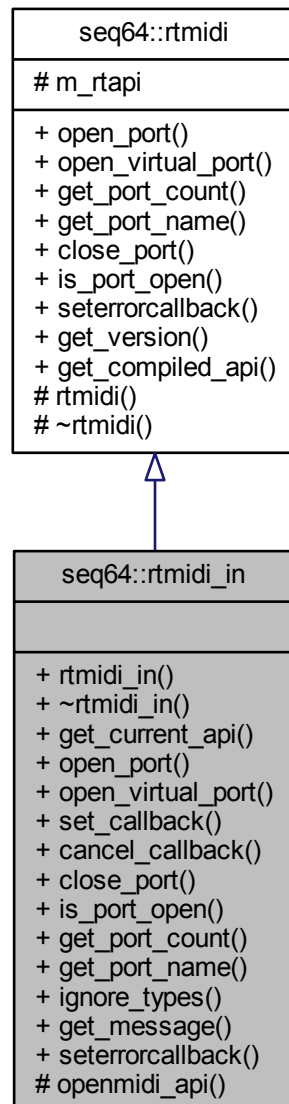 seq64::rtmidi
# m_rtapi
+ open_port()
+ open_virtual_port()
+ get_port_count()
+ get_port_name()
+ close_port()
+ is_port_open()
+ seterrorcallback()
+ get_version()
+ get_compiled_api()
# rtmidi()
# ~rtmidi()
seq64::rtmidi_in
+ rtmidi_in()
+ ~rtmidi_in()
+ get_current_api()
+ open_port()
+ open_virtual_port()
+ set_callback()
+ cancel_callback()
+ close_port()
+ is_port_open()
+ get_port_count()
+ get_port_name()
+ ignore_types()
+ get_message()
+ seterrorcallback()
# openmidi_api()